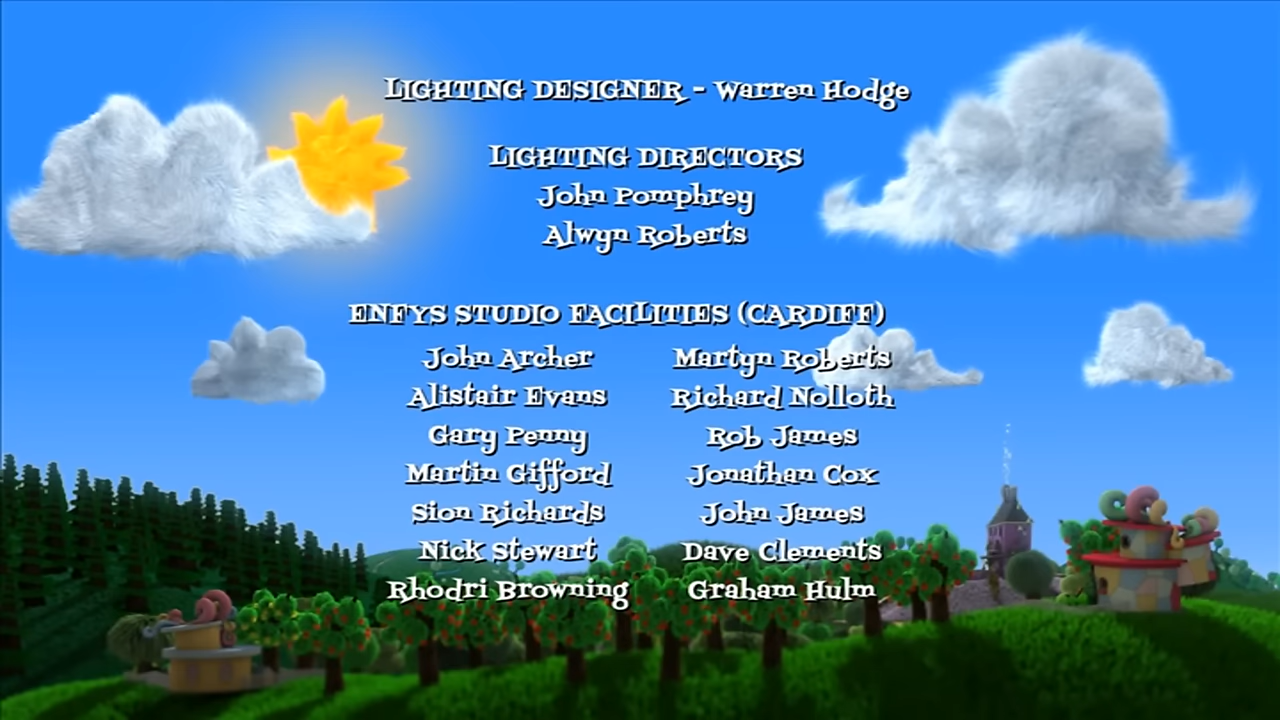 LIGHTING DESIGNER - Warren Hodge
LIGHTING DIRECTORS
John Pomphrey
Alwyn Roberts
ENFYS STUDIO FACILITIES (CARDIFF)
John Archer Martyn Roberts
Alistair Evans Richard Nolloth
Gary Penny Rob James
Martin Gifford Jonathan Cox
Sion Richards John James
Nick Stewart Dave Clements
Rhodri Browning Graham Hulm